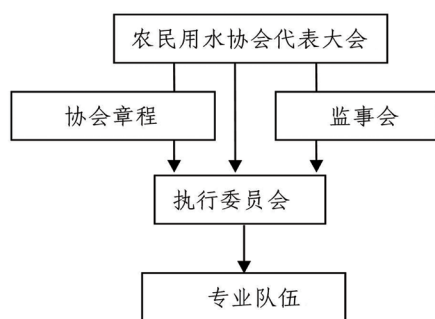 农民用水协会代表大会
协会章程
监事会
执行委员会
专业队伍